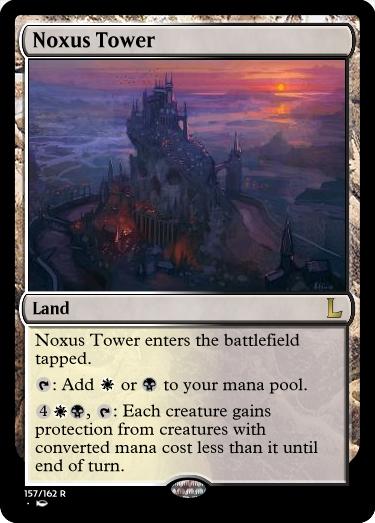 Noxus Tower
Land
L
Noxus Tower enters the battlefield
tapped.
: Add or to your mana pool.
4 , : Each creature gains
protection from creatures with
converted mana cost less than it until
end of turn.
157/162 R